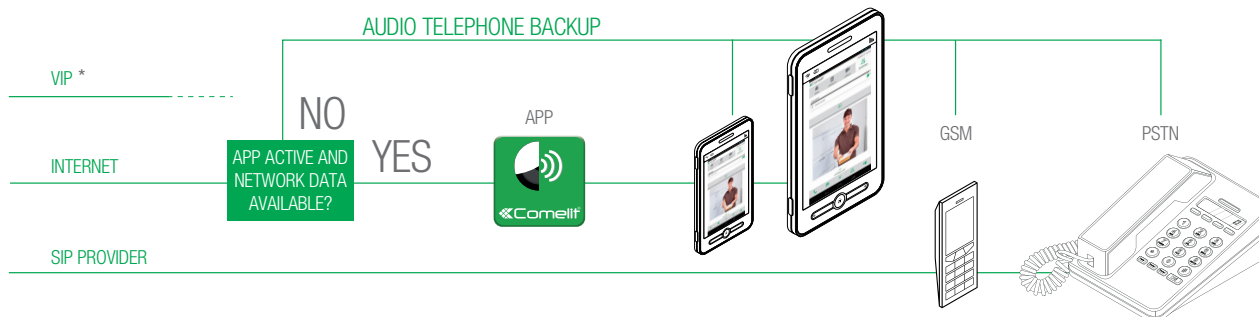 AUDIO TELEPHONE BACKUP
VIP *
NO
APP
GSM
PSTN
INTERNET
APP ACTIVE AND
NETWORK DATA
AVAILABLE?
YES
Comelit®
SIP PROVIDER